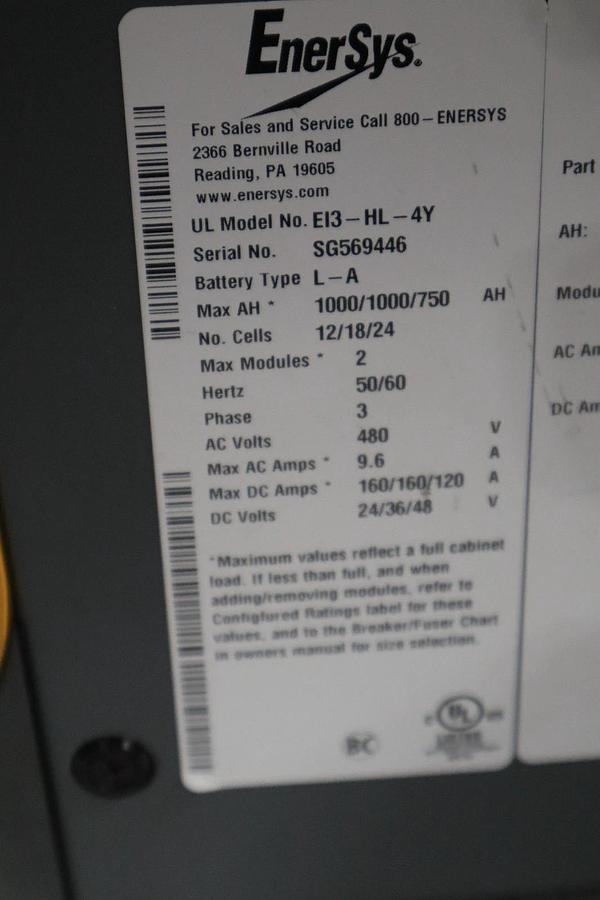 EnerSys.
For Sales and Service Call 800-ENERSYS
2366 Bernville Road
Reading, PA 19605
www.enersys.com
UL Model No. EI3-HL-4Y
Serial No. SG569446
Battery Type L-A
Max AH * 1000/1000/750 AH
No. Cells 12/18/24
Max Modules * 2
Hertz 50/60
Phase 3
AC Volts 480 V
Max AC Amps * 9.6 A
Max DC Amps * 160/160/120 A
DC Volts 24/36/48 V
*Maximum values reflect a full cabinet
load. If less than full, and when
adding/removing modules, refer to
Configfured Ratings label for these
values, and to the Breaker/Fuser Chart
in owners manual for size selection.
BC
c UL us
LISTED
Part
AH:
Modu
AC Am
DC Am